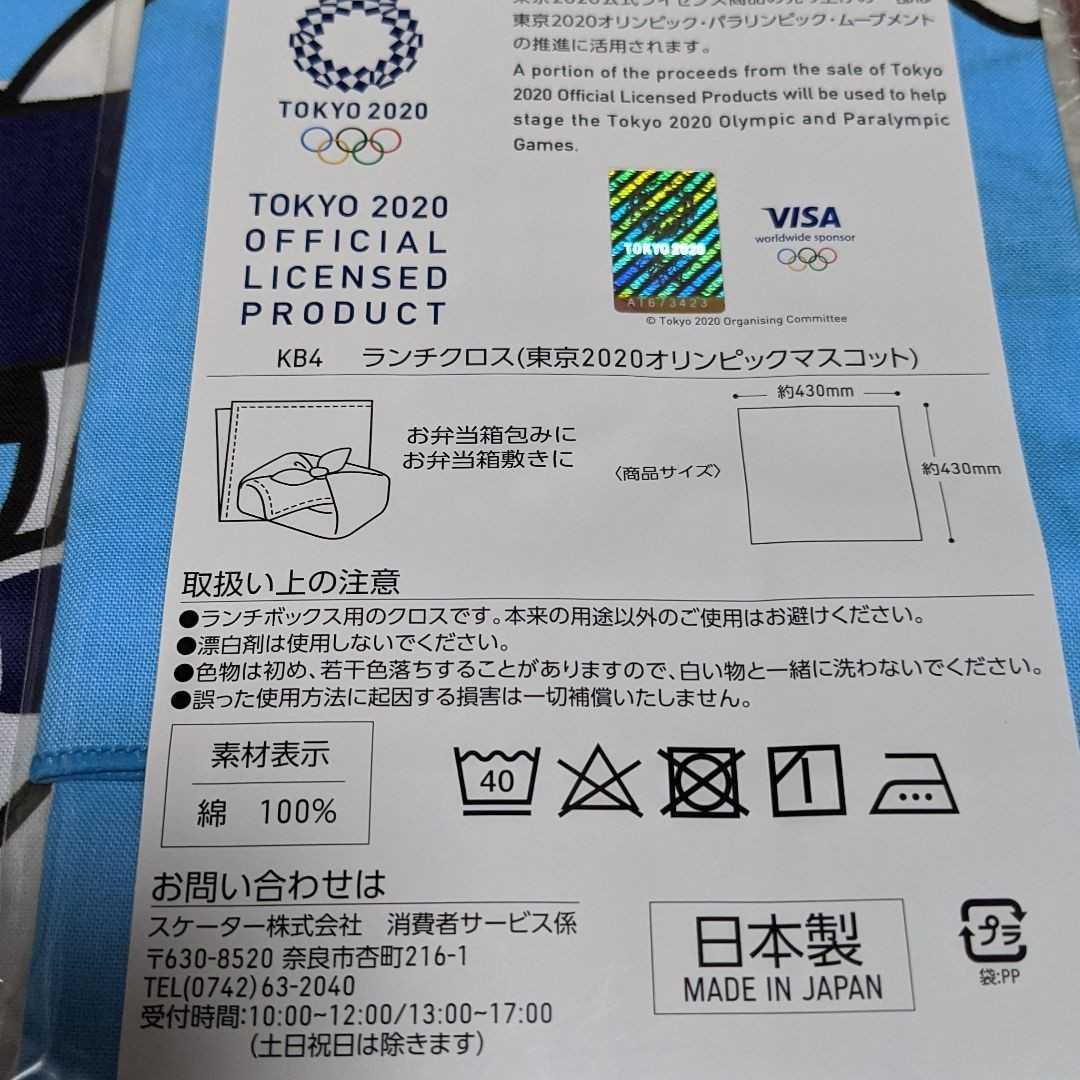 東京2020オリンピック・パラリンピック・ムーブメント
の推進に活用されます。
A portion of the proceeds from the sale of Tokyo
2020 Official Licensed Products will be used to help
stage the Tokyo 2020 Olympic and Paralympic
Games.
TOKYO 2020
TOKYO 2020
OFFICIAL
LICENSED
PRODUCT
TOKYO 2020
A1673423
VISA
worldwide sponsor
© Tokyo 2020 Organising Committee
KB4 ランチクロス(東京2020オリンピックマスコット)
お弁当箱包みに
お弁当箱敷きに
〈商品サイズ〉
約430mm
約430mm
取扱い上の注意
●ランチボックス用のクロスです。本来の用途以外のご使用はお避けください。
●漂白剤は使用しないでください。
●色物は初め、若干色落ちすることがありますので、白い物と一緒に洗わないでください。
●誤った使用方法に起因する損害は一切補償いたしません。
素材表示
綿 100%
40
お問い合わせは
スケーター株式会社 消費者サービス係
〒630-8520 奈良市杏町216-1
TEL(0742)63-2040
受付時間:10:00~12:00/13:00~17:00
(土日祝日は除きます)
日本製
MADE IN JAPAN
プラ
袋:PP